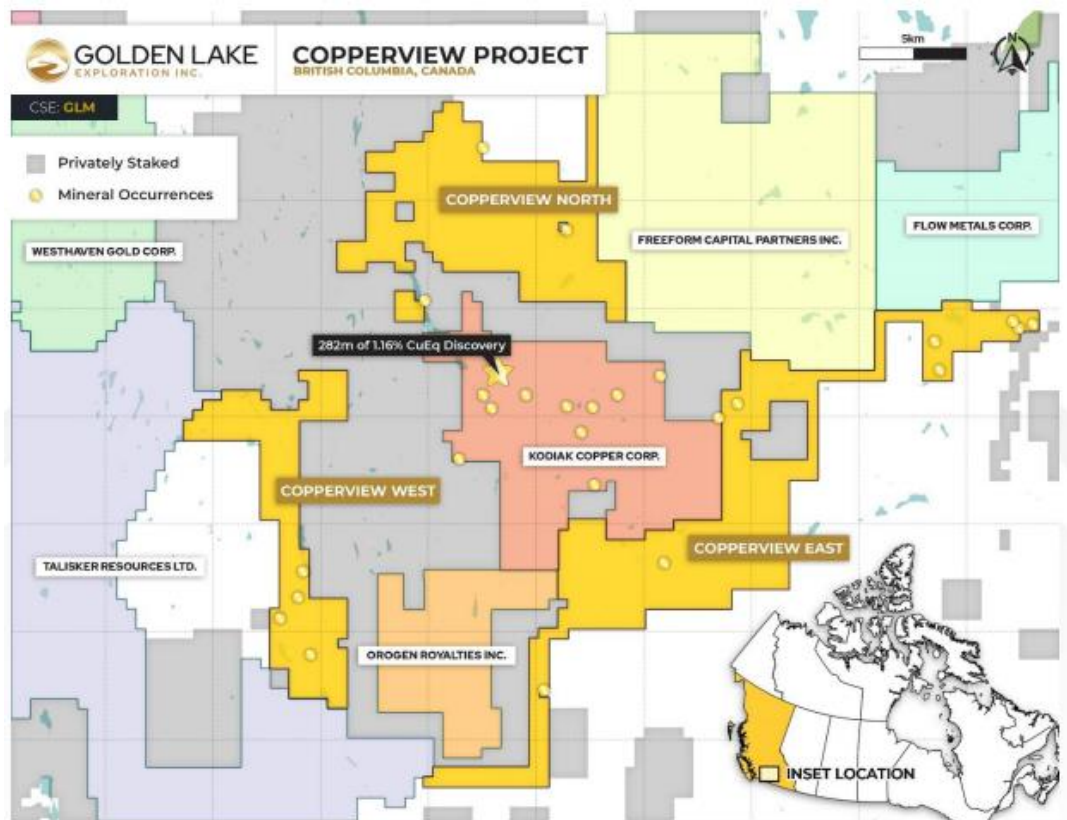 GOLDEN LAKE
EXPLORATION INC.
COPPERVIEW PROJECT
BRITISH COLUMBIA, CANADA
CSE: GLM
5km
N
Privately Staked
Mineral Occurrences
COPPERVIEW NORTH
WESTHAVEN GOLD CORP.
FREEFORM CAPITAL PARTNERS INC.
FLOW METALS CORP.
282m of 1.16% CuEq Discovery
KODIAK COPPER CORP.
COPPERVIEW WEST
COPPERVIEW EAST
TALISKER RESOURCES LTD.
OROGEN ROYALTIES INC.
INSET LOCATION